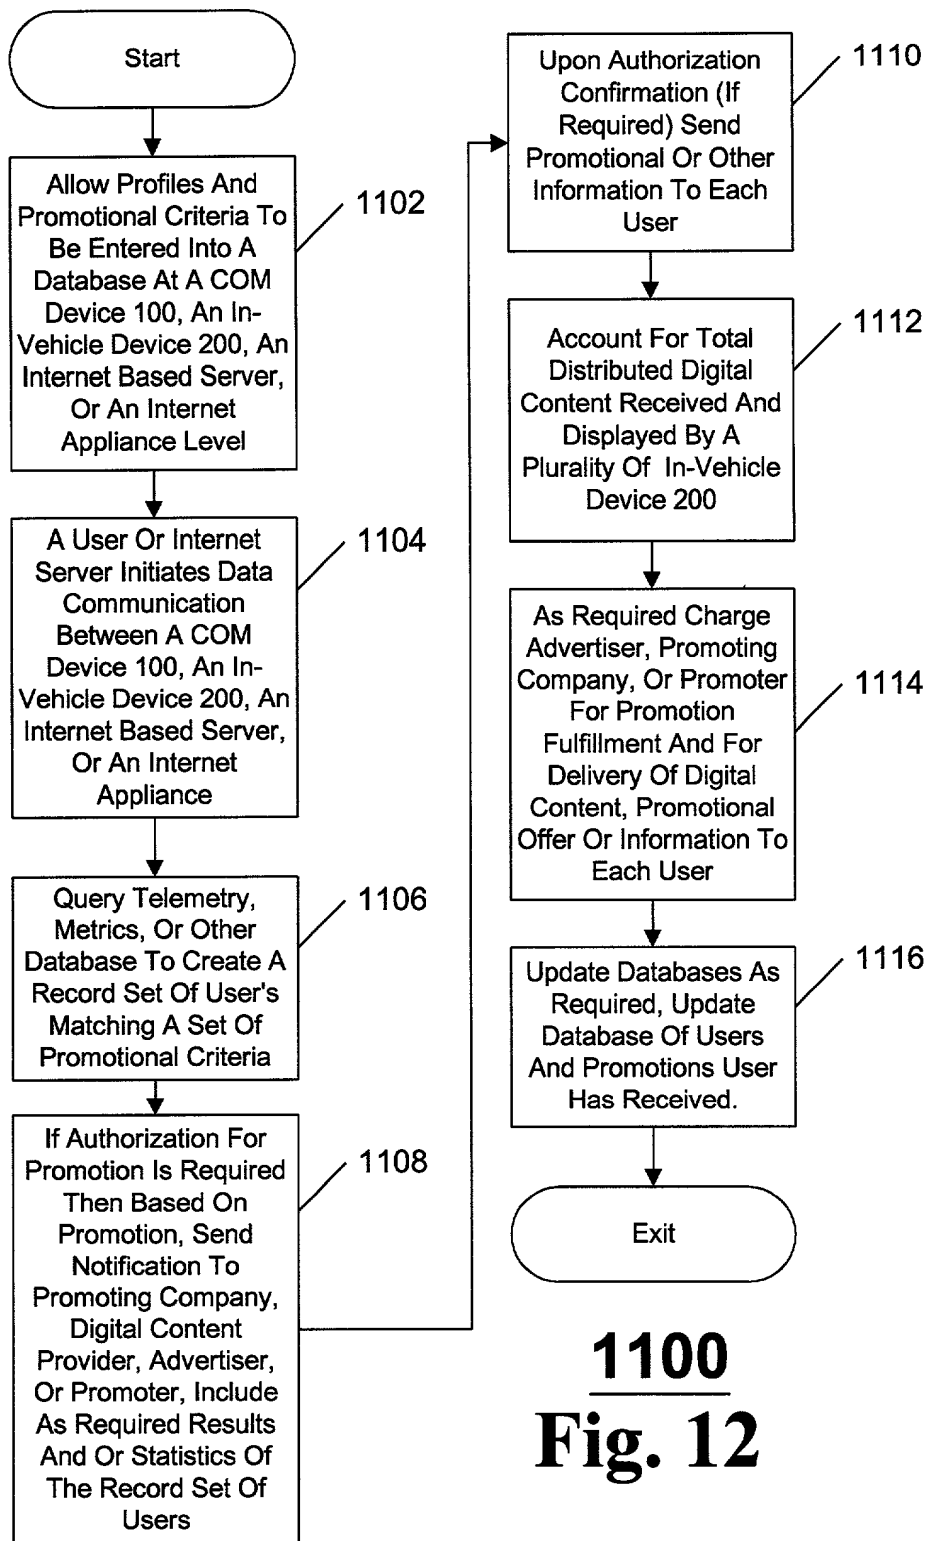 Start
Allow Profiles And
Promotional Criteria To
Be Entered Into A
Database At A COM
Device 100, An In-
Vehicle Device 200, An
Internet Based Server,
Or An Internet
Appliance Level
1102
A User Or Internet
Server Initiates Data
Communication
Between A COM
Device 100, An In-
Vehicle Device 200, An
Internet Based Server,
Or An Internet
Appliance
1104
Query Telemetry,
Metrics, Or Other
Database To Create A
Record Set Of User's
Matching A Set Of
Promotional Criteria
1106
If Authorization For
Promotion Is Required
Then Based On
Promotion, Send
Notification To
Promoting Company,
Digital Content
Provider, Advertiser,
Or Promoter, Include
As Required Results
And Or Statistics Of
The Record Set Of
Users
1108
Upon Authorization
Confirmation (If
Required) Send
Promotional Or Other
Information To Each
User
1110
Account For Total
Distributed Digital
Content Received And
Displayed By A
Plurality Of In-Vehicle
Device 200
1112
As Required Charge
Advertiser, Promoting
Company, Or Promoter
For Promotion
Fulfillment And For
Delivery Of Digital
Content, Promotional
Offer Or Information To
Each User
1114
Update Databases As
Required, Update
Database Of Users
And Promotions User
Has Received.
1116
Exit
1100
Fig. 12